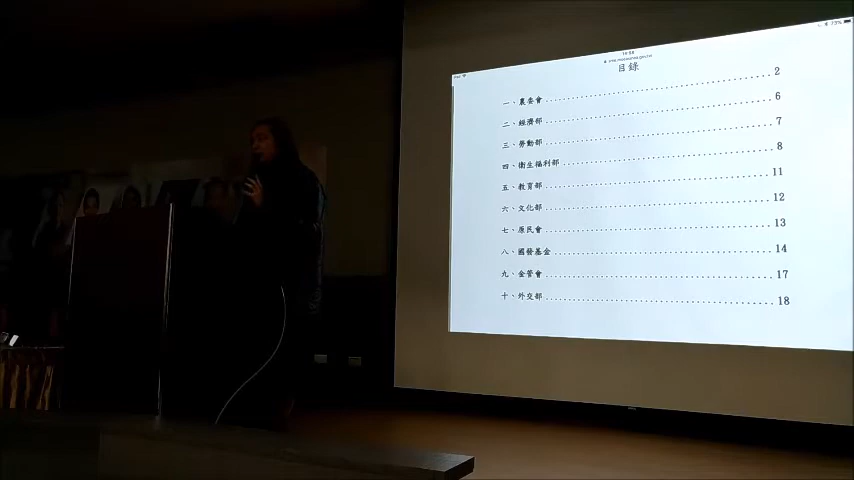 目錄
一、農委會 2
二、經濟部 6
三、勞動部 7
四、衛生福利部 8
五、教育部 11
六、文化部 12
七、原民會 13
八、國發基金 14
九、金管會 17
十、外交部 18